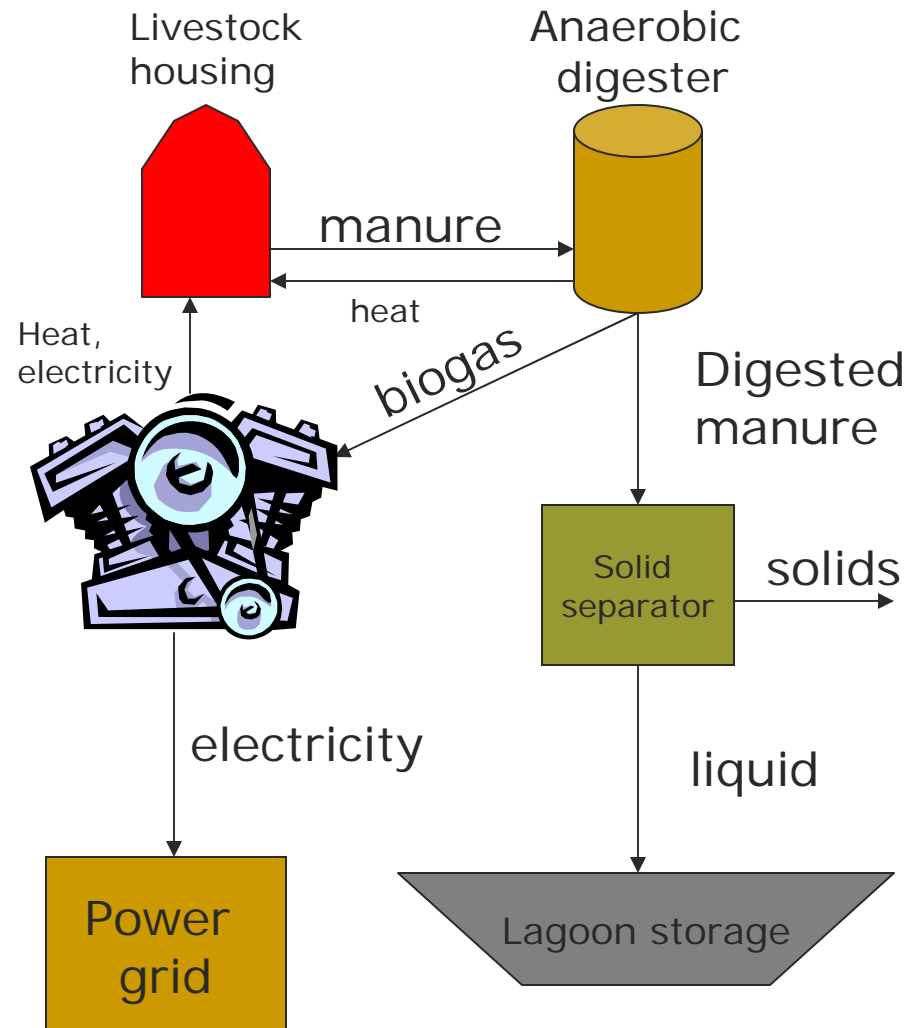 Livestock
housing
Anaerobic
digester
manure
heat
Heat,
electricity
biogas
Digested
manure
Solid
separator
solids
electricity
liquid
Power
grid
Lagoon storage